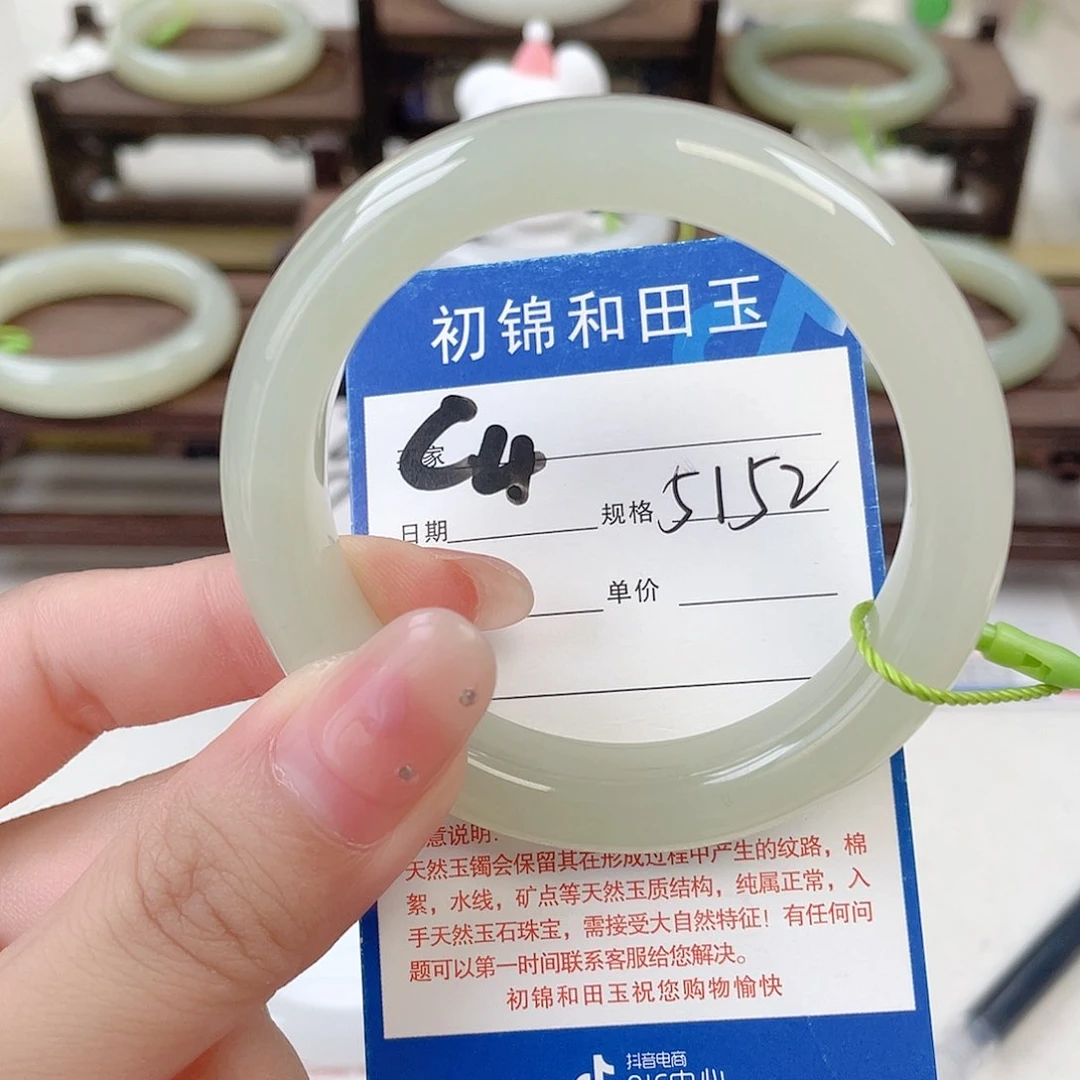 初锦和田玉
C4
家
日期 规格 5152
单价
意说明:
天然玉镯会保留其在形成过程中产生的纹路，棉
絮，水线，矿点等天然玉质结构，纯属正常，入
手天然玉石珠宝，需接受大自然特征！有任何问
题可以第一时间联系客服给您解决。
初锦和田玉祝您购物愉快
抖音电商